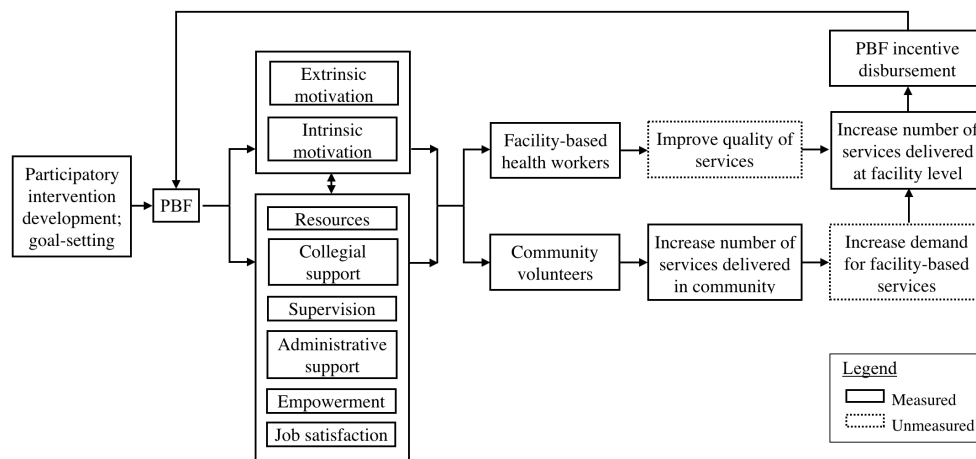 Participatory
intervention
development;
goal-setting
PBF
Extrinsic
motivation
Intrinsic
motivation
Resources
Collegial
support
Supervision
Administrative
support
Empowerment
Job satisfaction
Facility-based
health workers
Community
volunteers
Improve quality of
services
Increase number of
services delivered
in community
PBF incentive
disbursement
Increase number of
services delivered
at facility level
Increase demand
for facility-based
services
Legend
Measured
Unmeasured